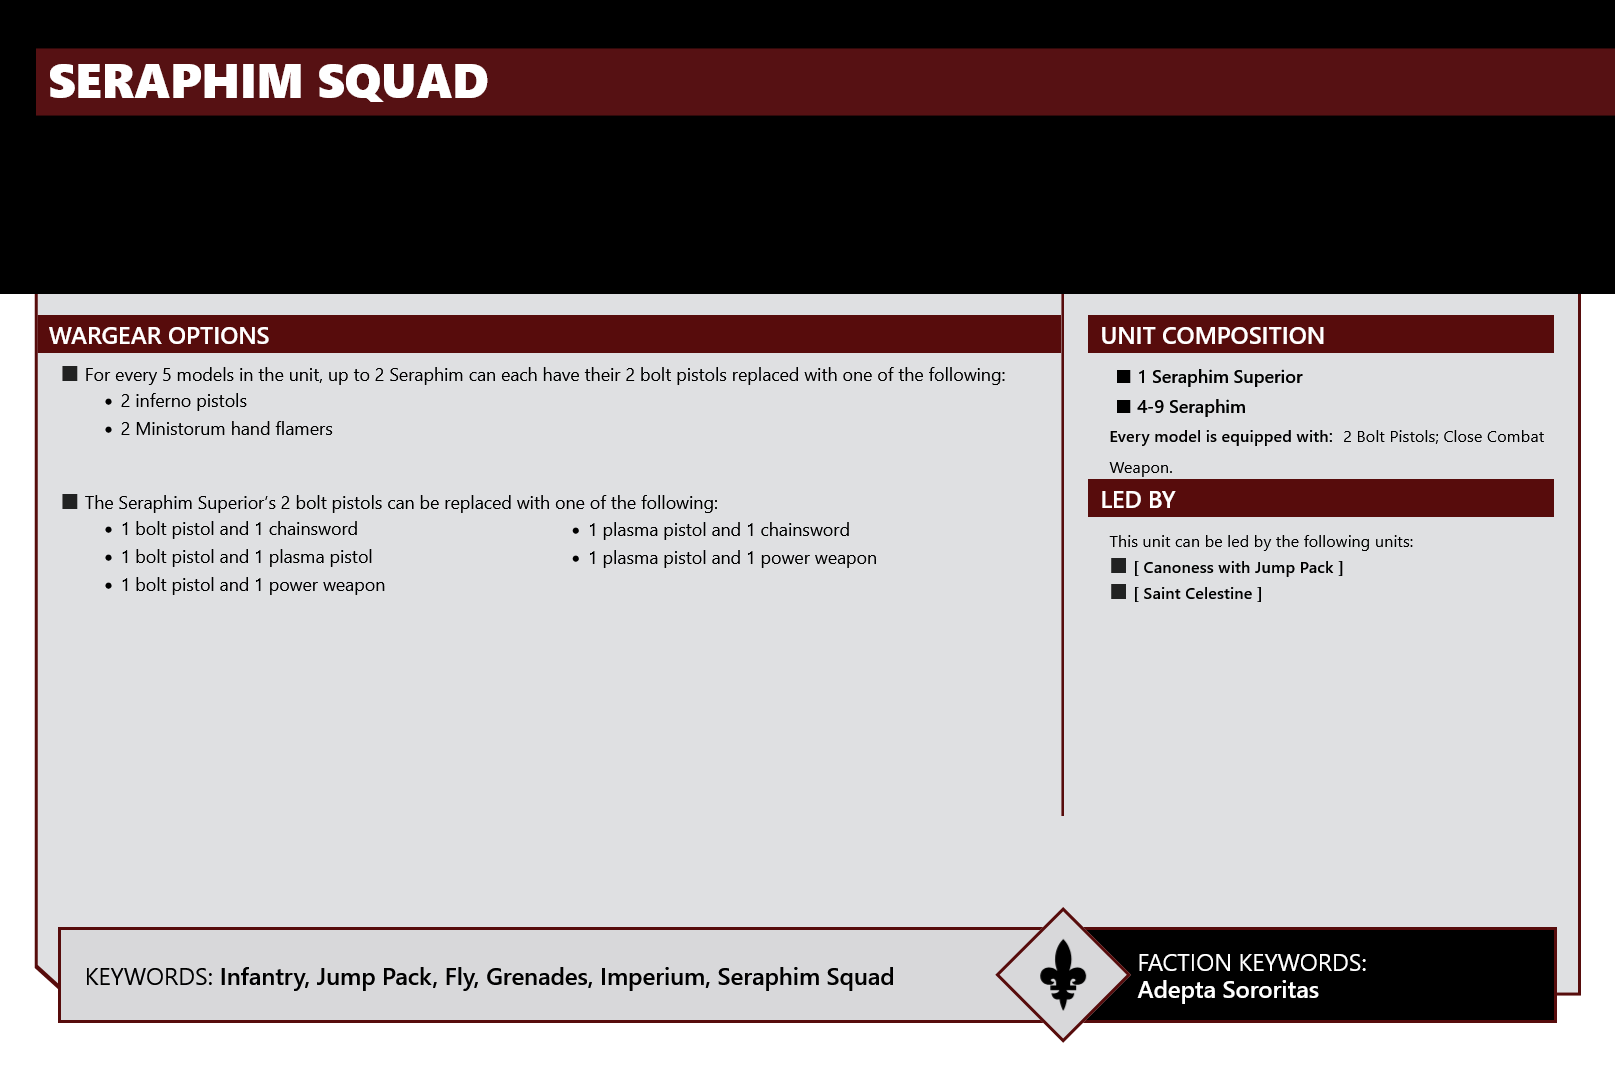 SERAPHIM SQUAD
WARGEAR OPTIONS
■ For every 5 models in the unit, up to 2 Seraphim can each have their 2 bolt pistols replaced with one of the following:
• 2 inferno pistols
• 2 Ministorum hand flamers
■ The Seraphim Superior’s 2 bolt pistols can be replaced with one of the following:
• 1 bolt pistol and 1 chainsword
• 1 bolt pistol and 1 plasma pistol
• 1 bolt pistol and 1 power weapon
• 1 plasma pistol and 1 chainsword
• 1 plasma pistol and 1 power weapon
UNIT COMPOSITION
■ 1 Seraphim Superior
■ 4-9 Seraphim
Every model is equipped with: 2 Bolt Pistols; Close Combat
Weapon.
LED BY
This unit can be led by the following units:
■ [ Canoness with Jump Pack ]
■ [ Saint Celestine ]
KEYWORDS: Infantry, Jump Pack, Fly, Grenades, Imperium, Seraphim Squad
FACTION KEYWORDS:
Adepta Sororitas